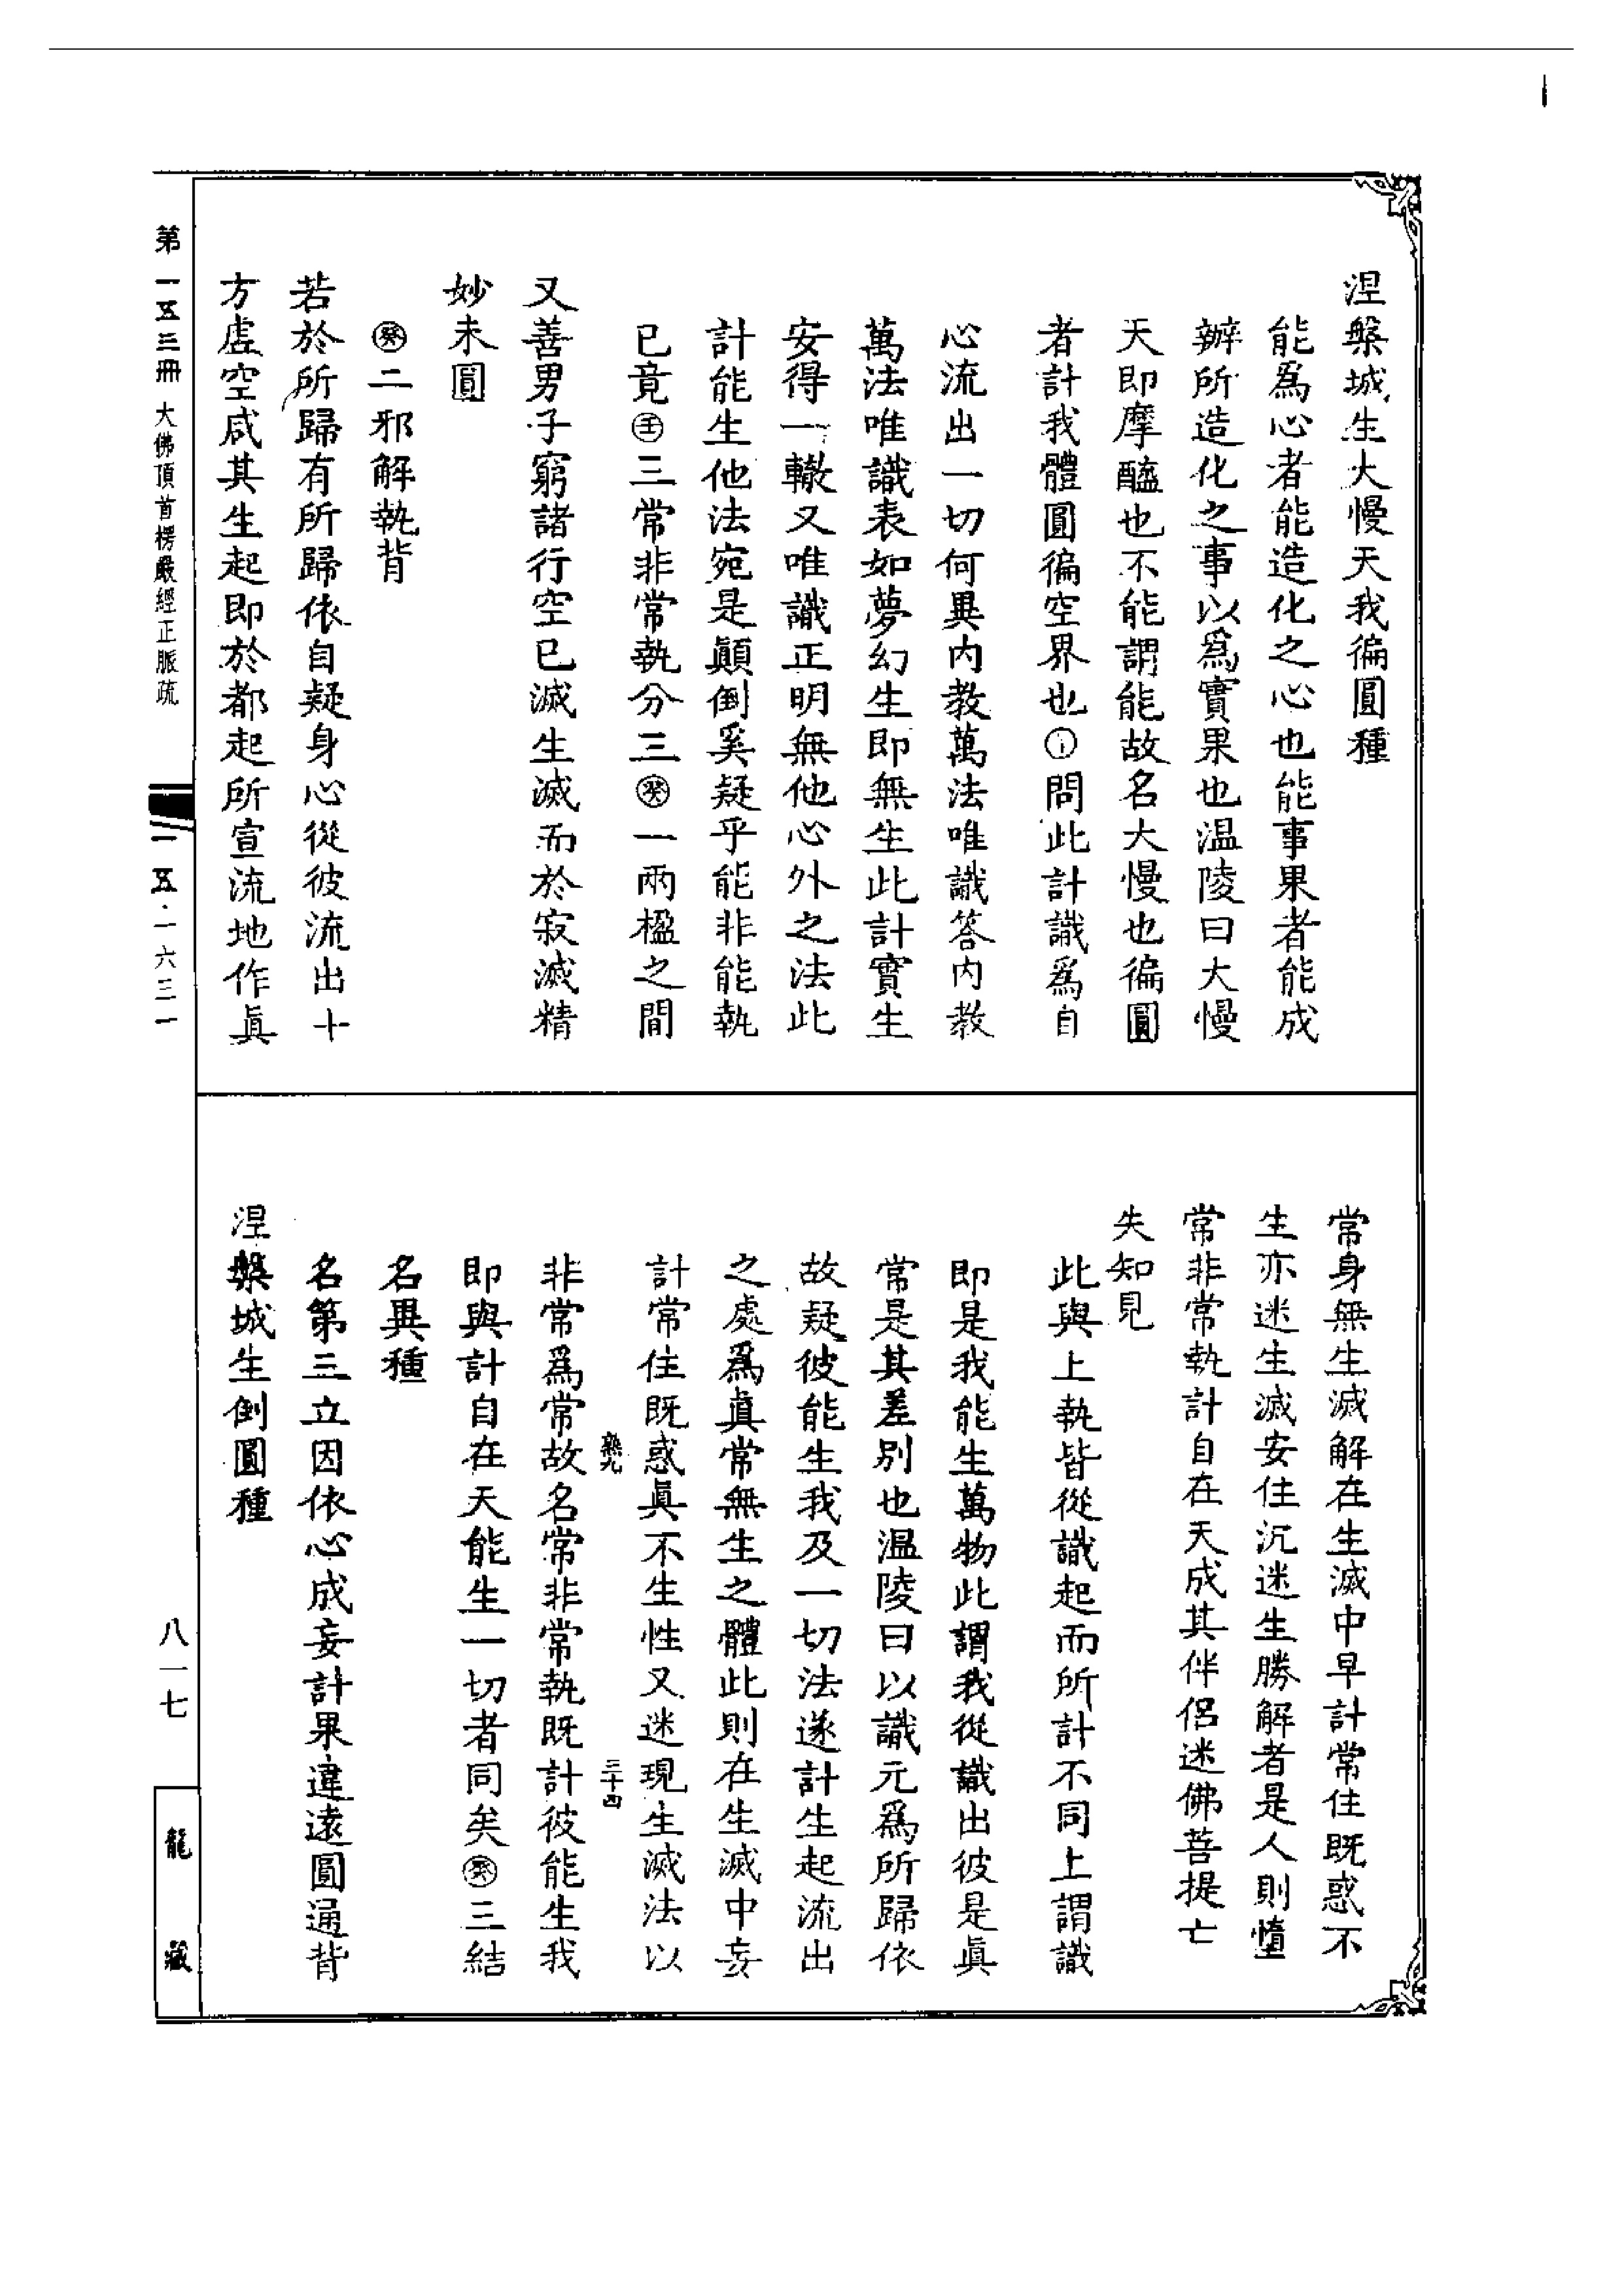 涅槃城生大慢天我徧圓種
能爲心者能造化之心也能事果者能成
辦所造化之事以爲實果也温陵曰大慢
天即摩醯也不能謂能故名大慢也徧圓
者計我體圓徧空界也○問此計識爲自
心流出一切何異内教萬法唯識答内教
萬法唯識表如夢幻生即無生此計實生
安得一轍又唯識正明無他心外之法此
計能生他法宛是顚倒奚疑乎能非能執
已竟㊣三常非常執分三㊣一兩楹之間
又善男子窮諸行空已滅生滅而於寂滅精
妙未圓
癸二邪解執背
若於所歸有所歸依自疑身心從彼流出十
方虛空咸其生起即於都起所宣流地作眞
常身無生滅解在生滅中早計常住既惑不
生亦迷生滅安住沉迷生勝解者是人則墮
常非常執計自在天成其伴侶迷佛菩提亡
失知見
此與上執皆從識起而所計不同上謂識
即是我能生萬物此謂我從識出彼是眞
常是其差別也温陵曰以識元爲所歸依
故疑彼能生我及一切法遂計生起流出
之處爲眞常無生之體此則在生滅中妄
計常住既惑眞不生性又迷現生滅法以
三十四
非常爲常故名常非常執既計彼能生我
即與計自在天能生一切者同矣癸三結
名異種
名第三立因依心成妄計果違遠圓通背
涅槃城生倒圓種
第一五三冊 大佛頂首楞嚴經正脈疏
一五·一六三一
八一七
龍藏